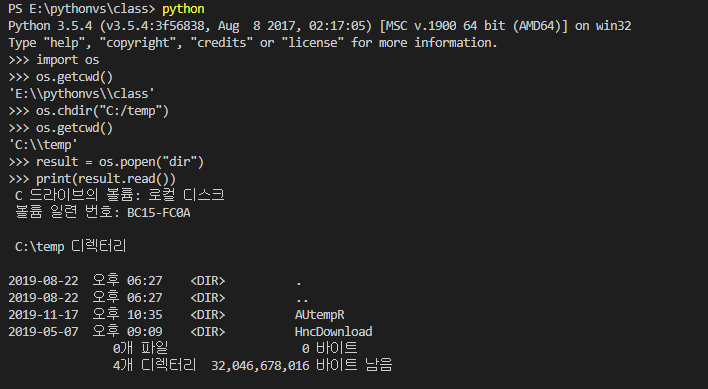 PS E:\pythonvs\class> python
Python 3.5.4 (v3.5.4:3f56838, Aug  8 2017, 02:17:05) [MSC v.1900 64 bit (AMD64)] on win32
Type "help", "copyright", "credits" or "license" for more information.
>>> import os
>>> os.getcwd()
'E:\\pythonvs\\class'
>>> os.chdir("C:/temp")
>>> os.getcwd()
'C:\\temp'
>>> result = os.popen("dir")
>>> print(result.read())
C 드라이브의 볼륨: 로컬 디스크
볼륨 일련 번호: BC15-FC0A
C:\temp 디렉터리
2019-08-22  오후 06:27    <DIR>          .
2019-08-22  오후 06:27    <DIR>          ..
2019-11-17  오후 10:35    <DIR>          AUtempR
2019-05-07  오후 09:09    <DIR>          HncDownload
0개 파일                   0 바이트
4개 디렉터리  32,046,678,016 바이트 남음